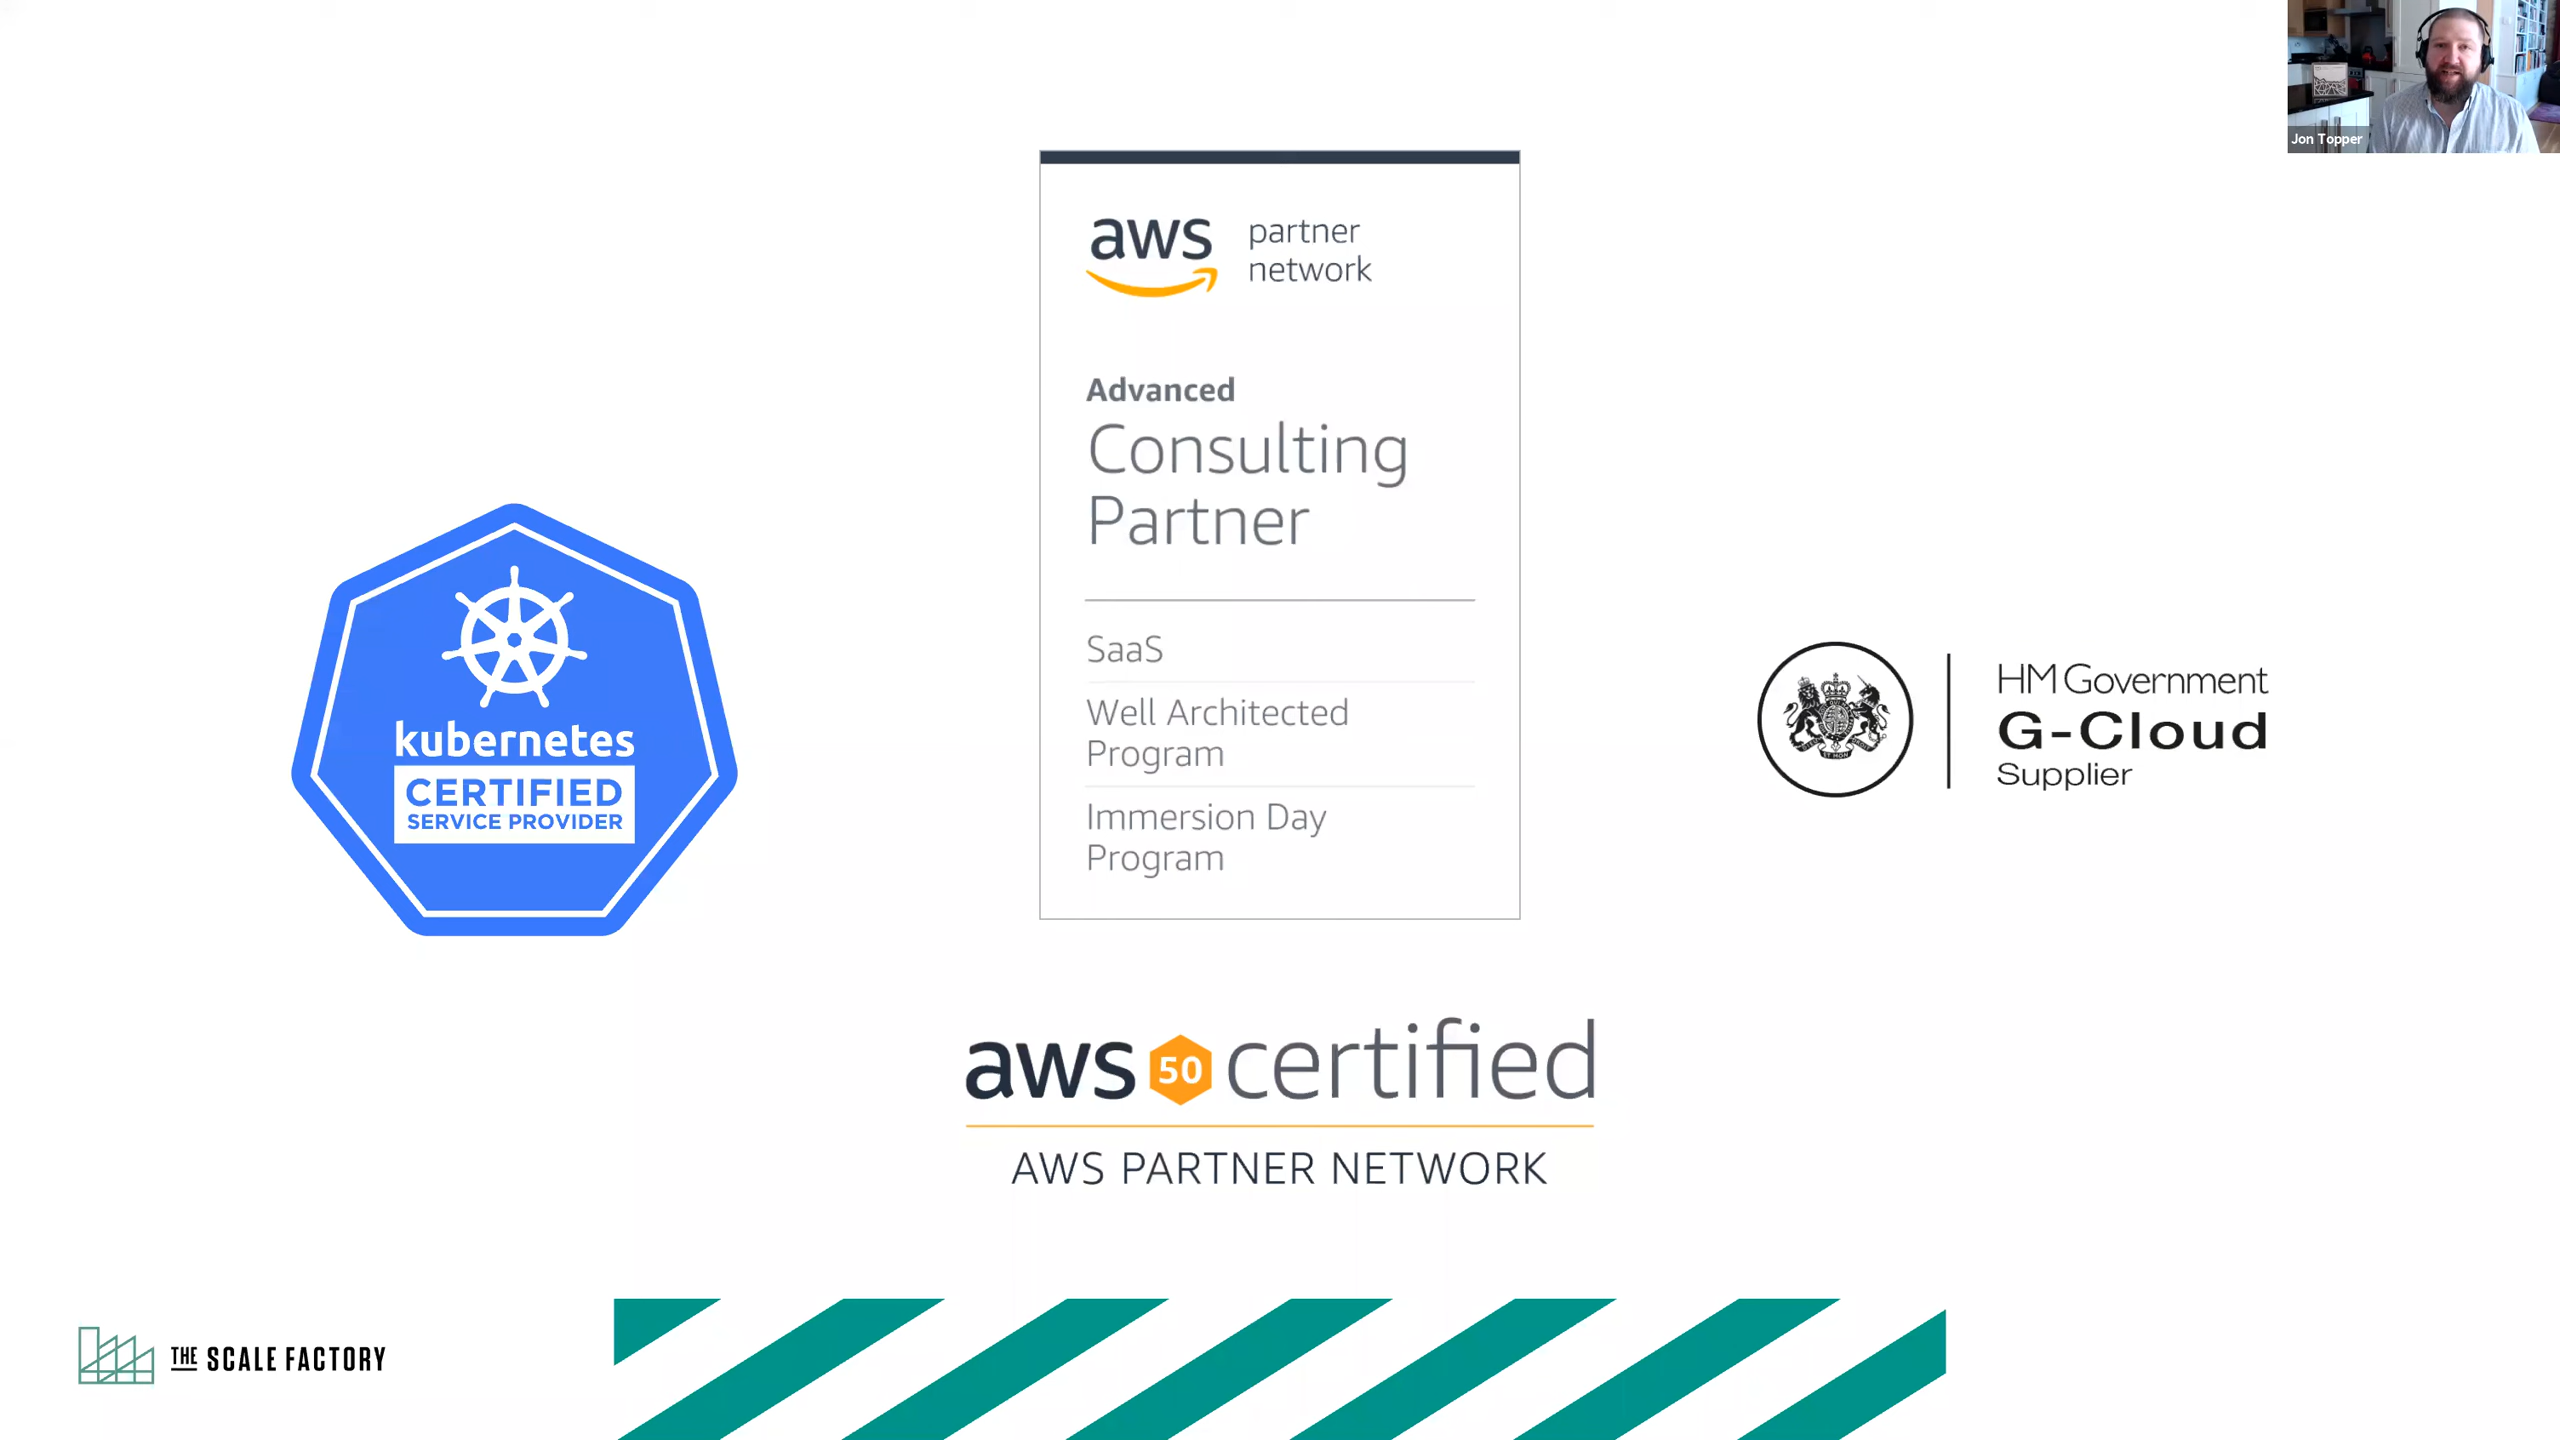 Jon Topper
aws partner
network
Advanced
Consulting
Partner
SaaS
Well Architected
Program
Immersion Day
Program
kubernetes
CERTIFIED
SERVICE PROVIDER
HM Government
G-Cloud
Supplier
aws 50 certified
AWS PARTNER NETWORK
THE SCALE FACTORY